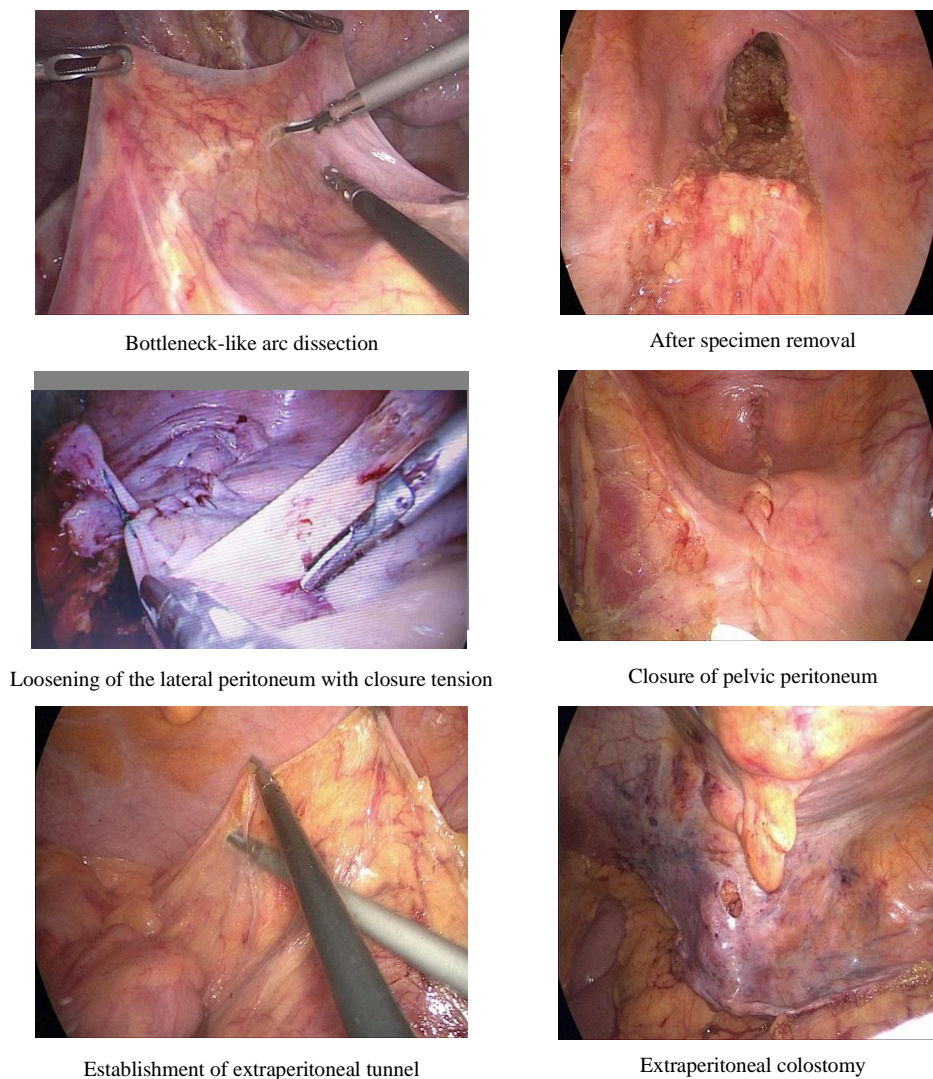 Bottleneck-like arc dissection
After specimen removal
Loosening of the lateral peritoneum with closure tension
Closure of pelvic peritoneum
Establishment of extraperitoneal tunnel
Extraperitoneal colostomy